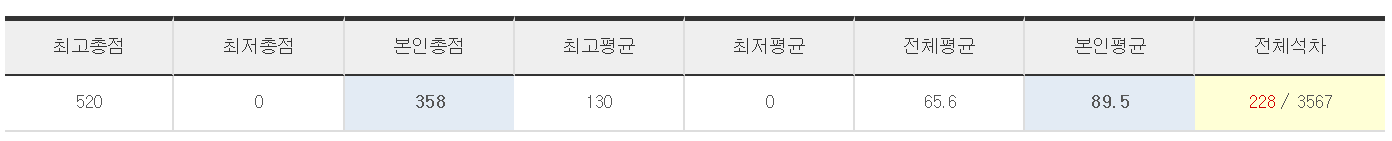 최고총점 최저총점 본인총점 최고평균 최저평균 전체평균 본인평균 전체석차
520 0 358 130 0 65.6 89.5 228 / 3567